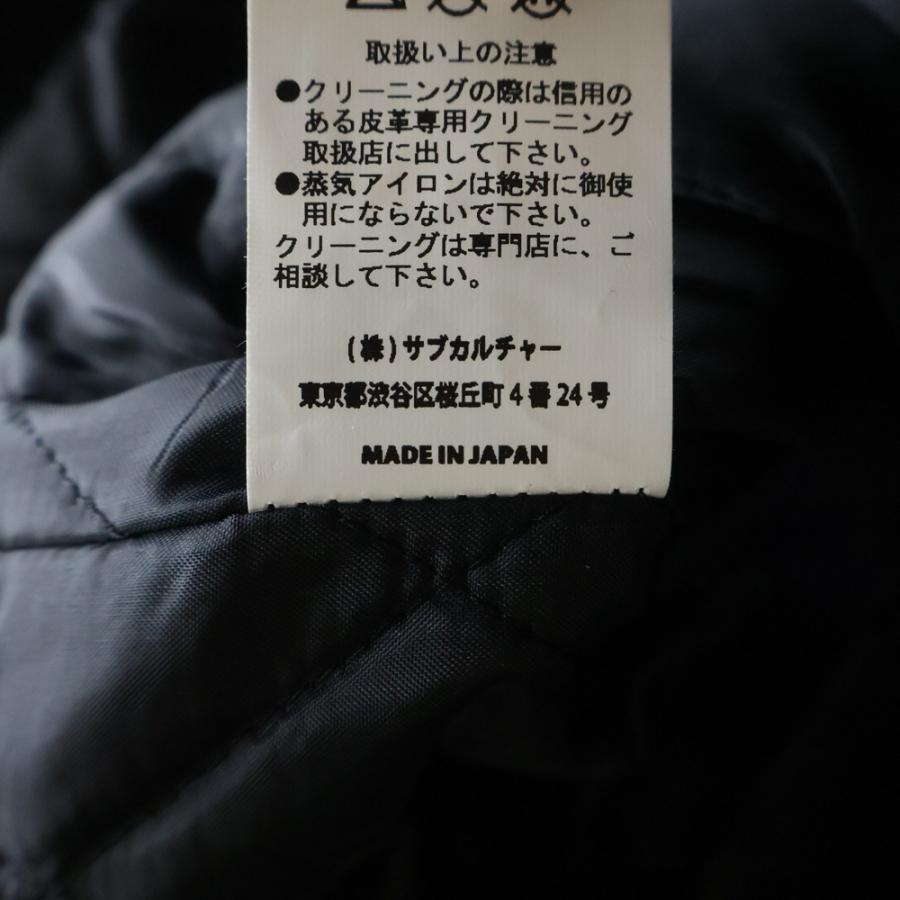 取扱い上の注意
●クリーニングの際は信用の
ある皮革専用クリーニング
取扱店に出して下さい。
●蒸気アイロンは絶対に御使
用にならないで下さい。
クリーニングは専門店に、ご
相談して下さい。
(株)サブカルチャー
東京都渋谷区桜丘町4番24号
MADE IN JAPAN